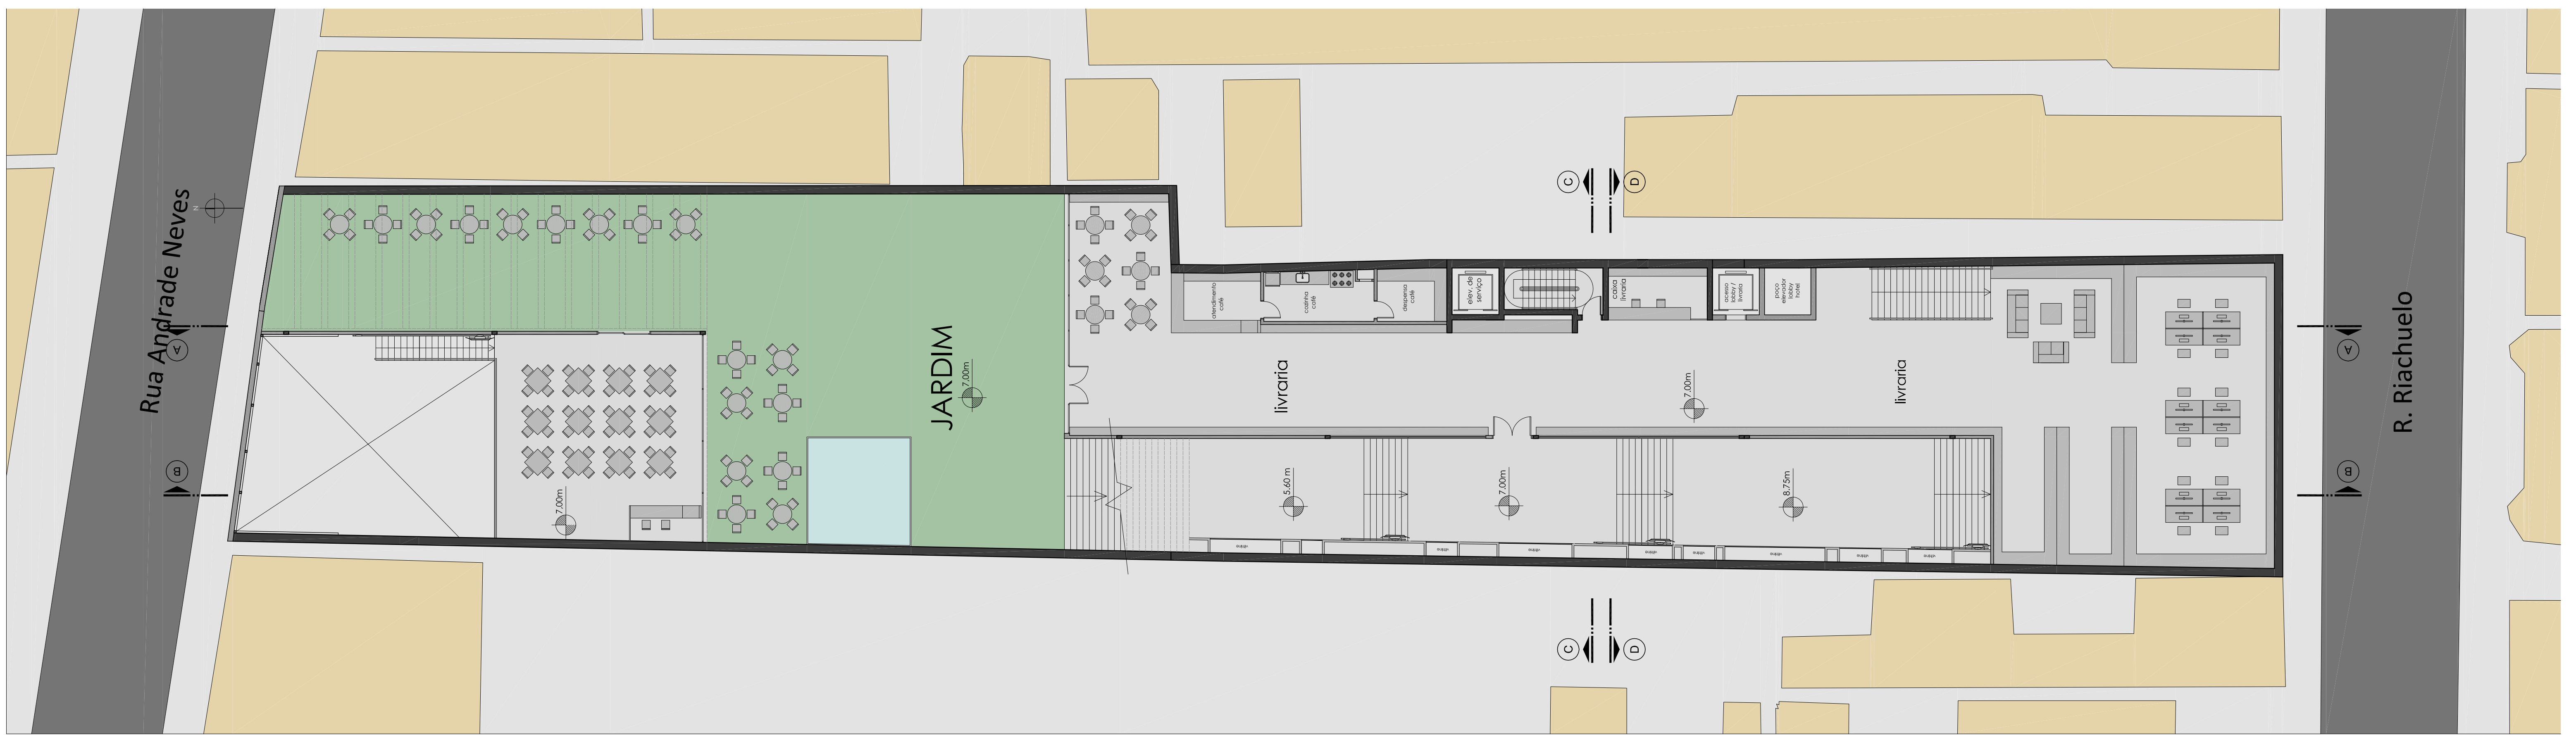 Rua Andrade Neves
N
A
B
7.00m
JARDIM
7.00m
atendimento
café
cozinha
café
despensa
café
elev. de
serviço
caixa
livraria
acesso
lobby /
livraria
poço
elevador
lobby
hotel
livraria
7.00m
livraria
5.60 m
7.00m
8.75m
C
D
C
D
A
B
R. Riachuelo